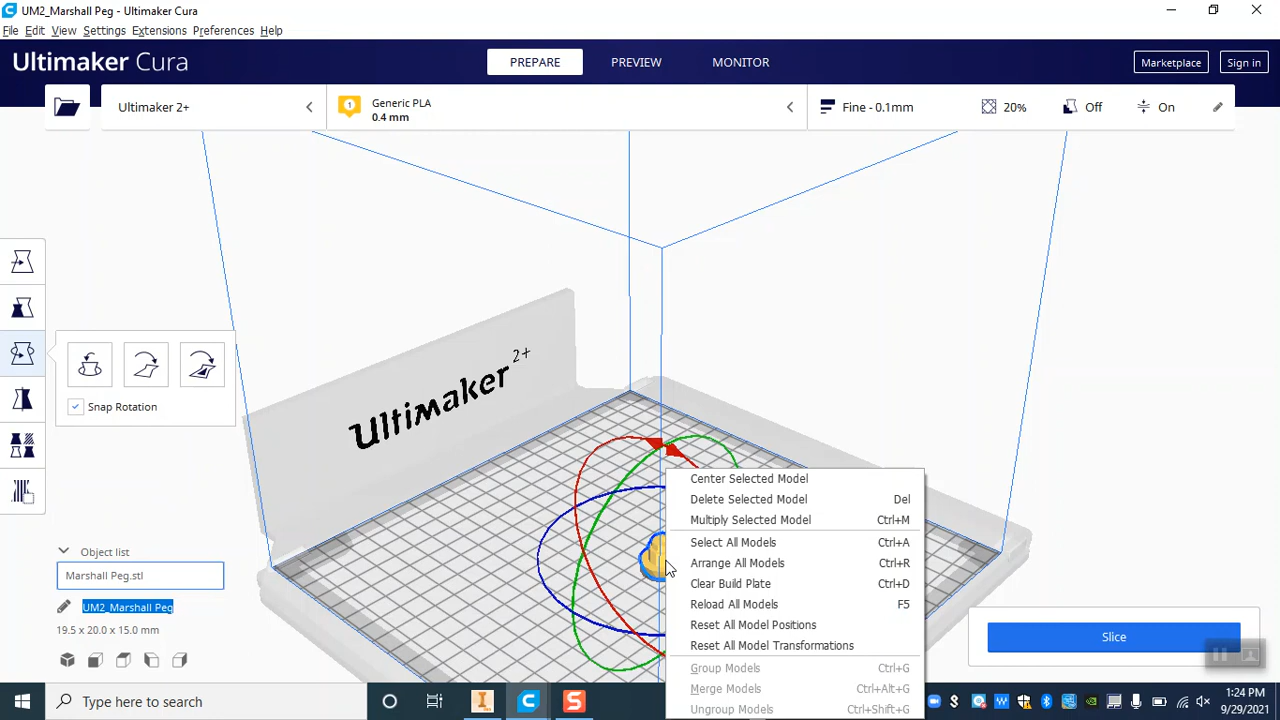 UM2_Marshall Peg - Ultimaker Cura
File Edit View Settings Extensions Preferences Help
Ultimaker Cura
PREPARE
PREVIEW
MONITOR
Marketplace
Sign in
Ultimaker 2+
1
Generic PLA
0.4 mm
Fine - 0.1mm
20%
Off
On
Ultimaker 2+
Snap Rotation
Center Selected Model
Delete Selected Model Del
Multiply Selected Model Ctrl+M
Select All Models Ctrl+A
Arrange All Models Ctrl+R
Clear Build Plate Ctrl+D
Reload All Models F5
Reset All Model Positions
Reset All Model Transformations
Group Models Ctrl+G
Merge Models Ctrl+Alt+G
Ungroup Models Ctrl+Shift+G
Object list
Marshall Peg.stl
UM2_Marshall Peg
19.5 x 20.0 x 15.0 mm
Slice
Type here to search
1:24 PM
9/29/2021